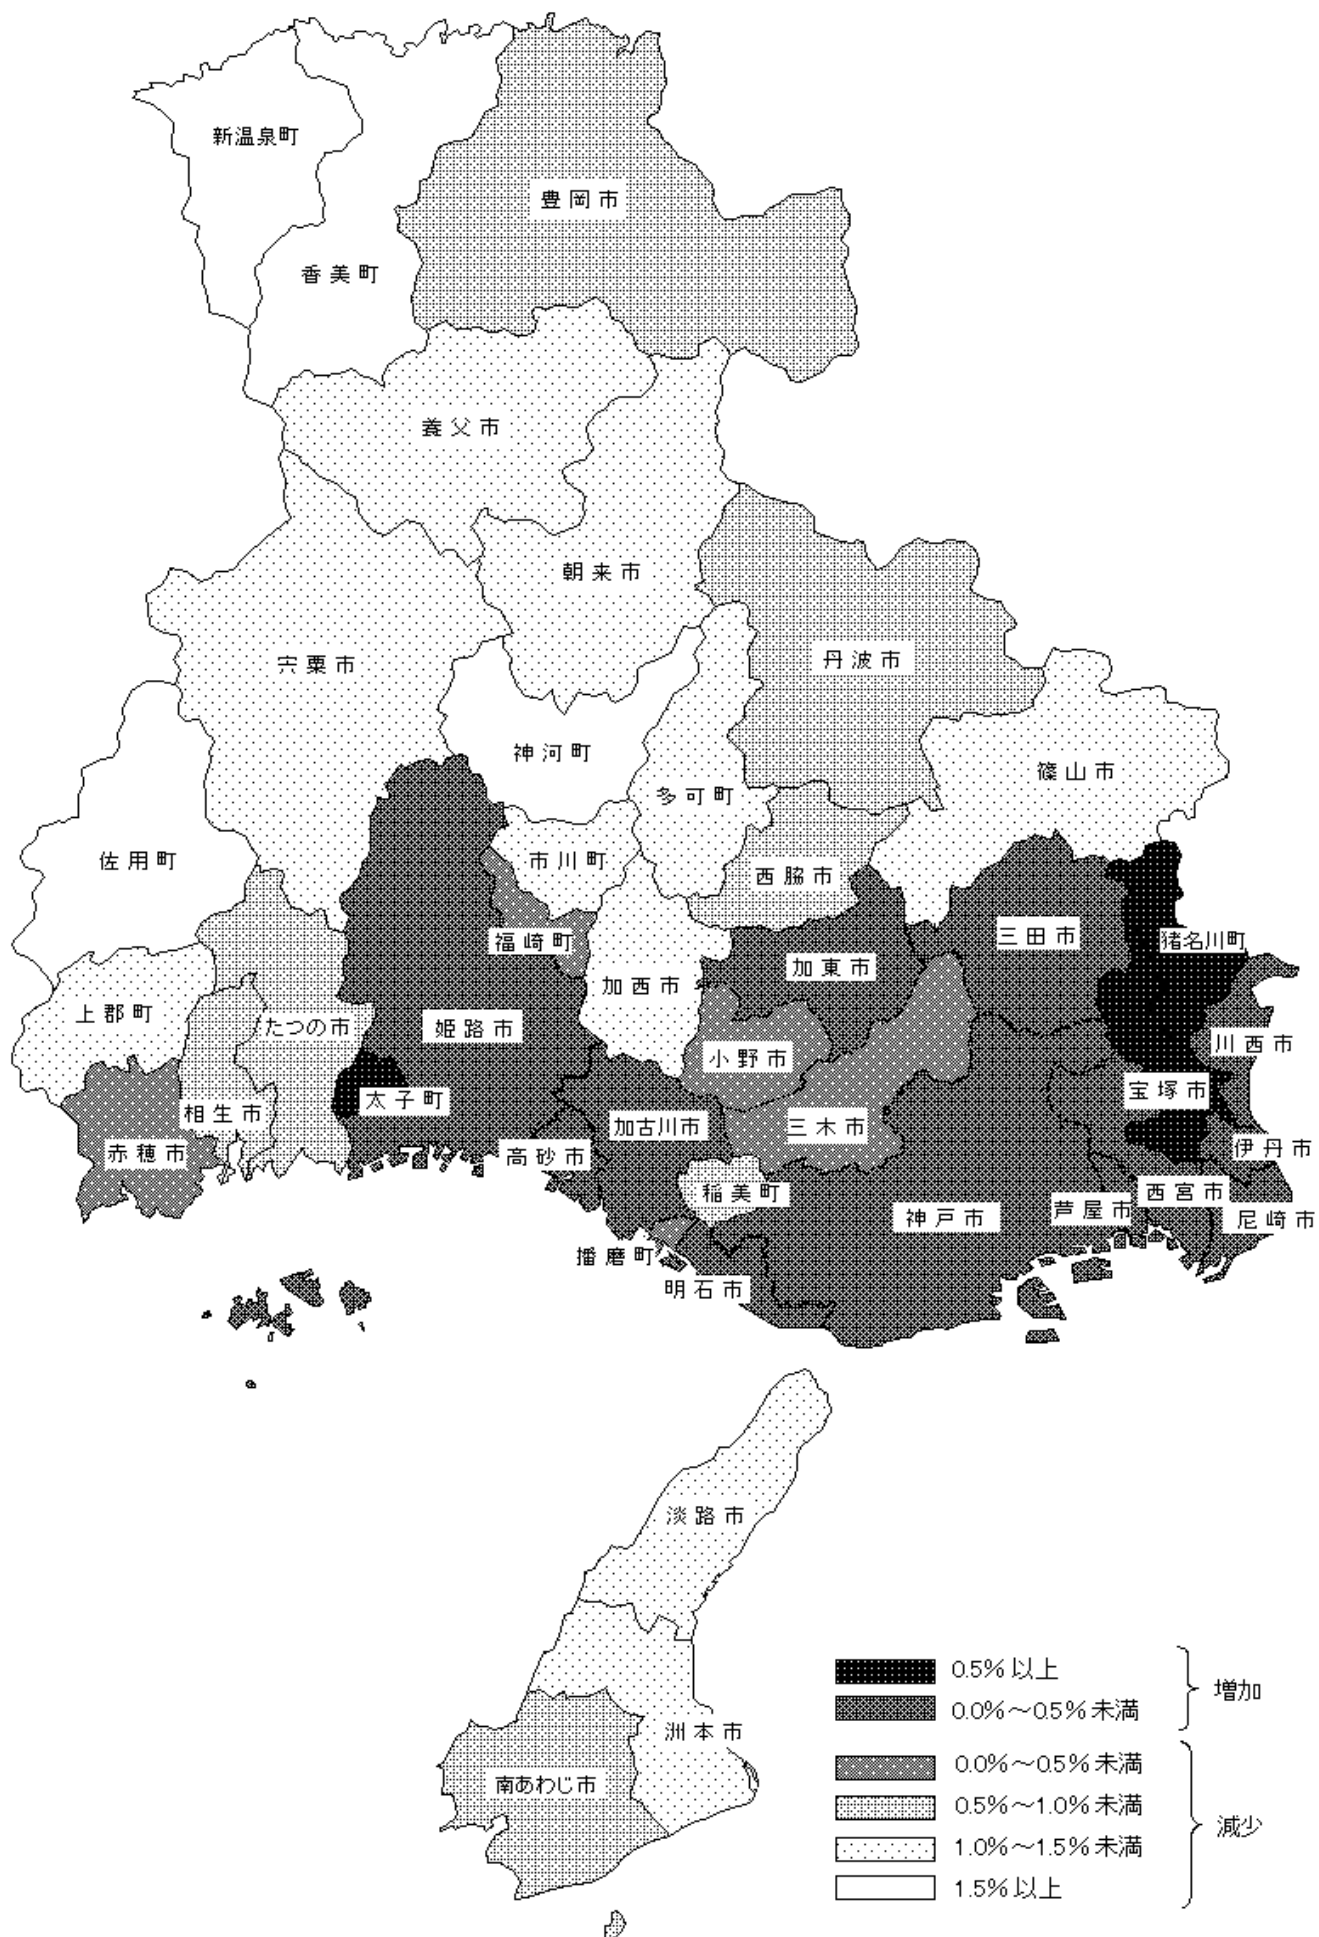 新温泉町
豊岡市
香美町
養父市
朝来市
宍粟市
丹波市
神河町
篠山市
多可町
佐用町
市川町
西脇市
福崎町
三田市
猪名川町
加東市
加西市
上郡町
たつの市
姫路市
川西市
小野市
太子町
宝塚市
相生市
加古川市
三木市
赤穂市
高砂市
伊丹市
稲美町
西宮市
芦屋市
神戸市
尼崎市
播磨町
明石市
淡路市
洲本市
南あわじ市
0.5%以上
0.0%~0.5%未満
増加
0.0%~0.5%未満
0.5%~1.0%未満
1.0%~1.5%未満
1.5%以上
減少